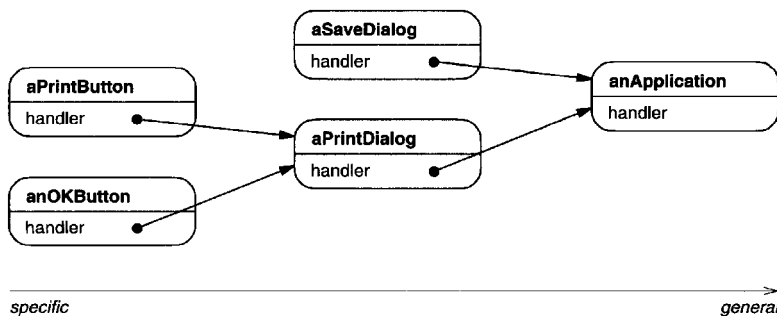 aSaveDialog
handler
aPrintButton
handler
anApplication
handler
aPrintDialog
handler
anOKButton
handler
specific
general